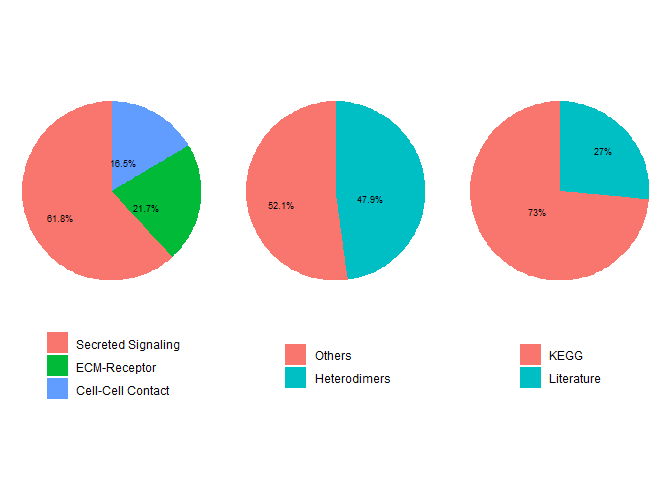 16.5%
21.7%
61.8%
47.9%
52.1%
27%
73%
Secreted Signaling
ECM-Receptor
Cell-Cell Contact
Others
Heterodimers
KEGG
Literature